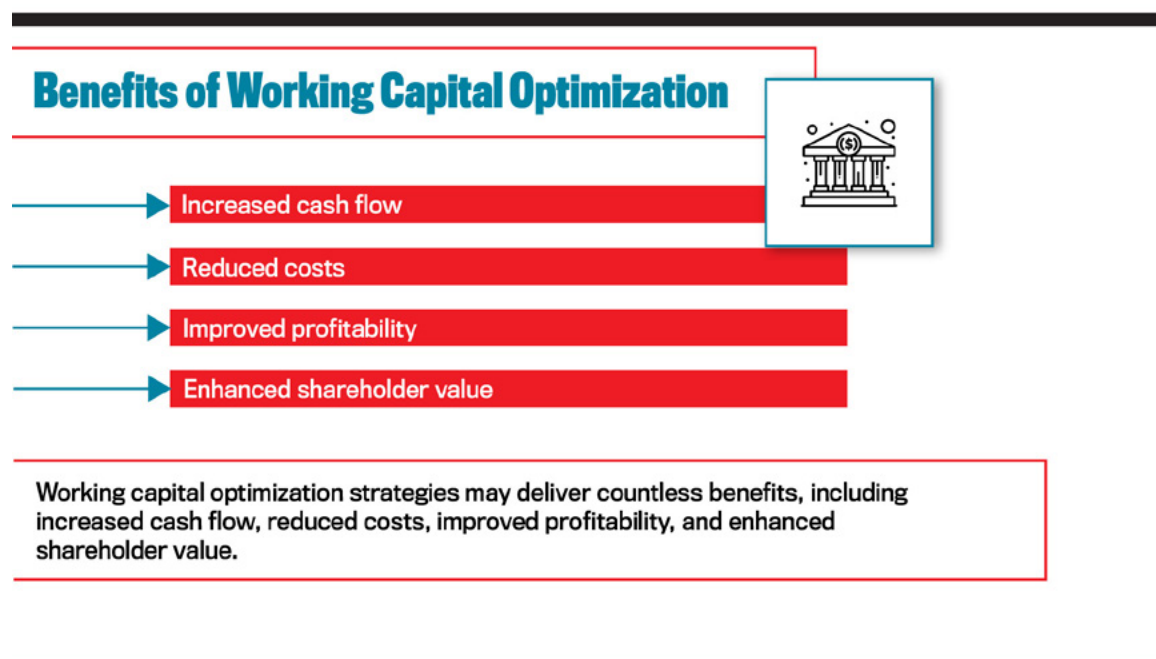 Benefits of Working Capital Optimization
($)
Increased cash flow
Reduced costs
Improved profitability
Enhanced shareholder value
Working capital optimization strategies may deliver countless benefits, including
increased cash flow, reduced costs, improved profitability, and enhanced
shareholder value.